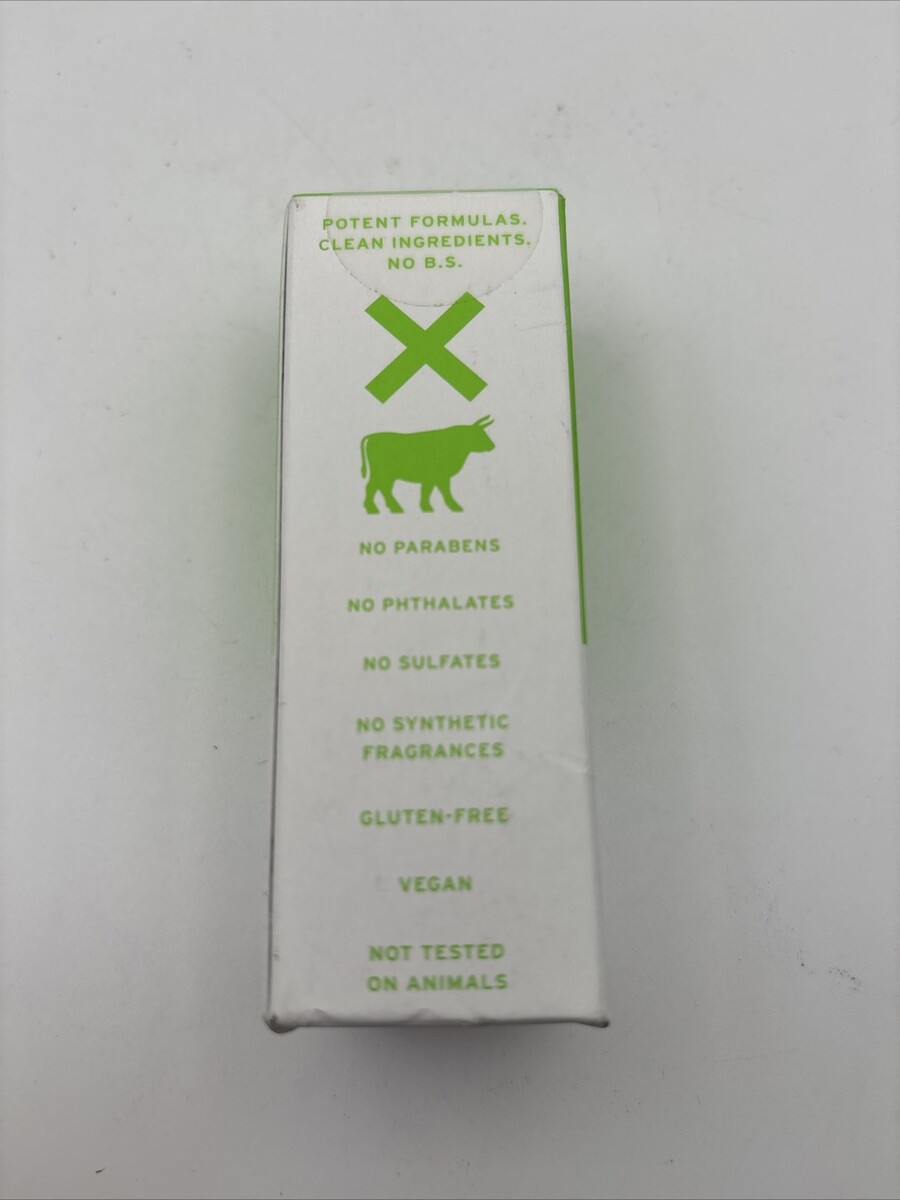 POTENT FORMULAS.
CLEAN INGREDIENTS.
NO B.S.
NO PARABENS
NO PHTHALATES
NO SULFATES
NO SYNTHETIC
FRAGRANCES
GLUTEN-FREE
VEGAN
NOT TESTED
ON ANIMALS